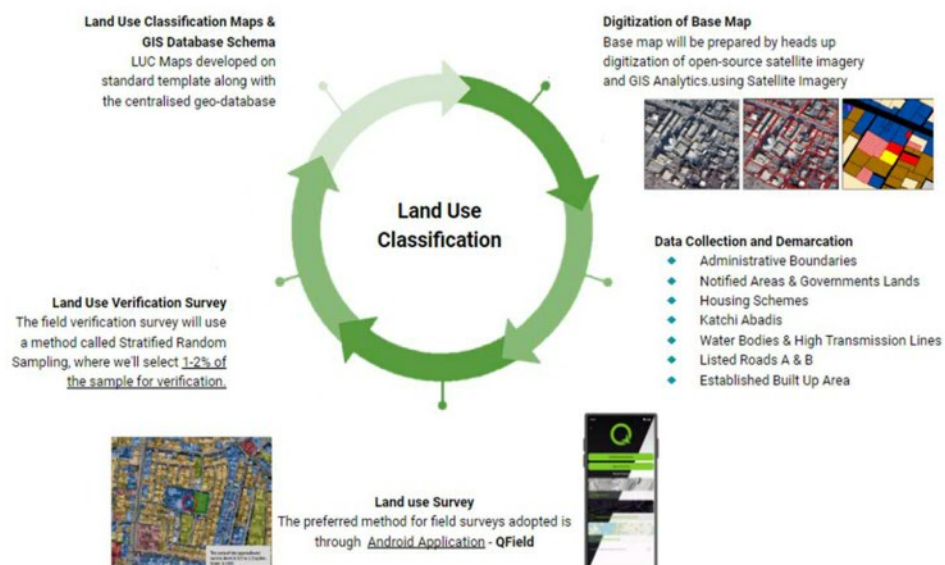 Land Use Classification Maps &
GIS Database Schema
LUC Maps developed on
standard template along with
the centralised geo-database
Digitization of Base Map
Base map will be prepared by heads up
digitization of open-source satellite imagery
and GIS Analytics.using Satellite Imagery
Land Use
Classification
Data Collection and Demarcation
Administrative Boundaries
Notified Areas & Governments Lands
Housing Schemes
Katchi Abadis
Water Bodies & High Transmission Lines
Listed Roads A & B
Established Built Up Area
Land Use Verification Survey
The field verification survey will use
a method called Stratified Random
Sampling, where we'll select 1-2% of
the sample for verification.
Land use Survey
The preferred method for field surveys adopted is
through Android Application - QField